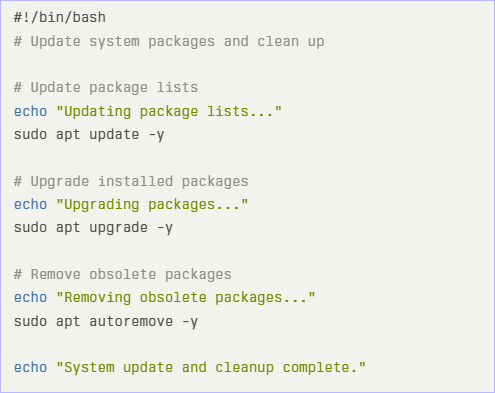 #!/bin/bash
# Update system packages and clean up
# Update package lists
echo "Updating package lists..."
sudo apt update -y
# Upgrade installed packages
echo "Upgrading packages..."
sudo apt upgrade -y
# Remove obsolete packages
echo "Removing obsolete packages..."
sudo apt autoremove -y
echo "System update and cleanup complete."